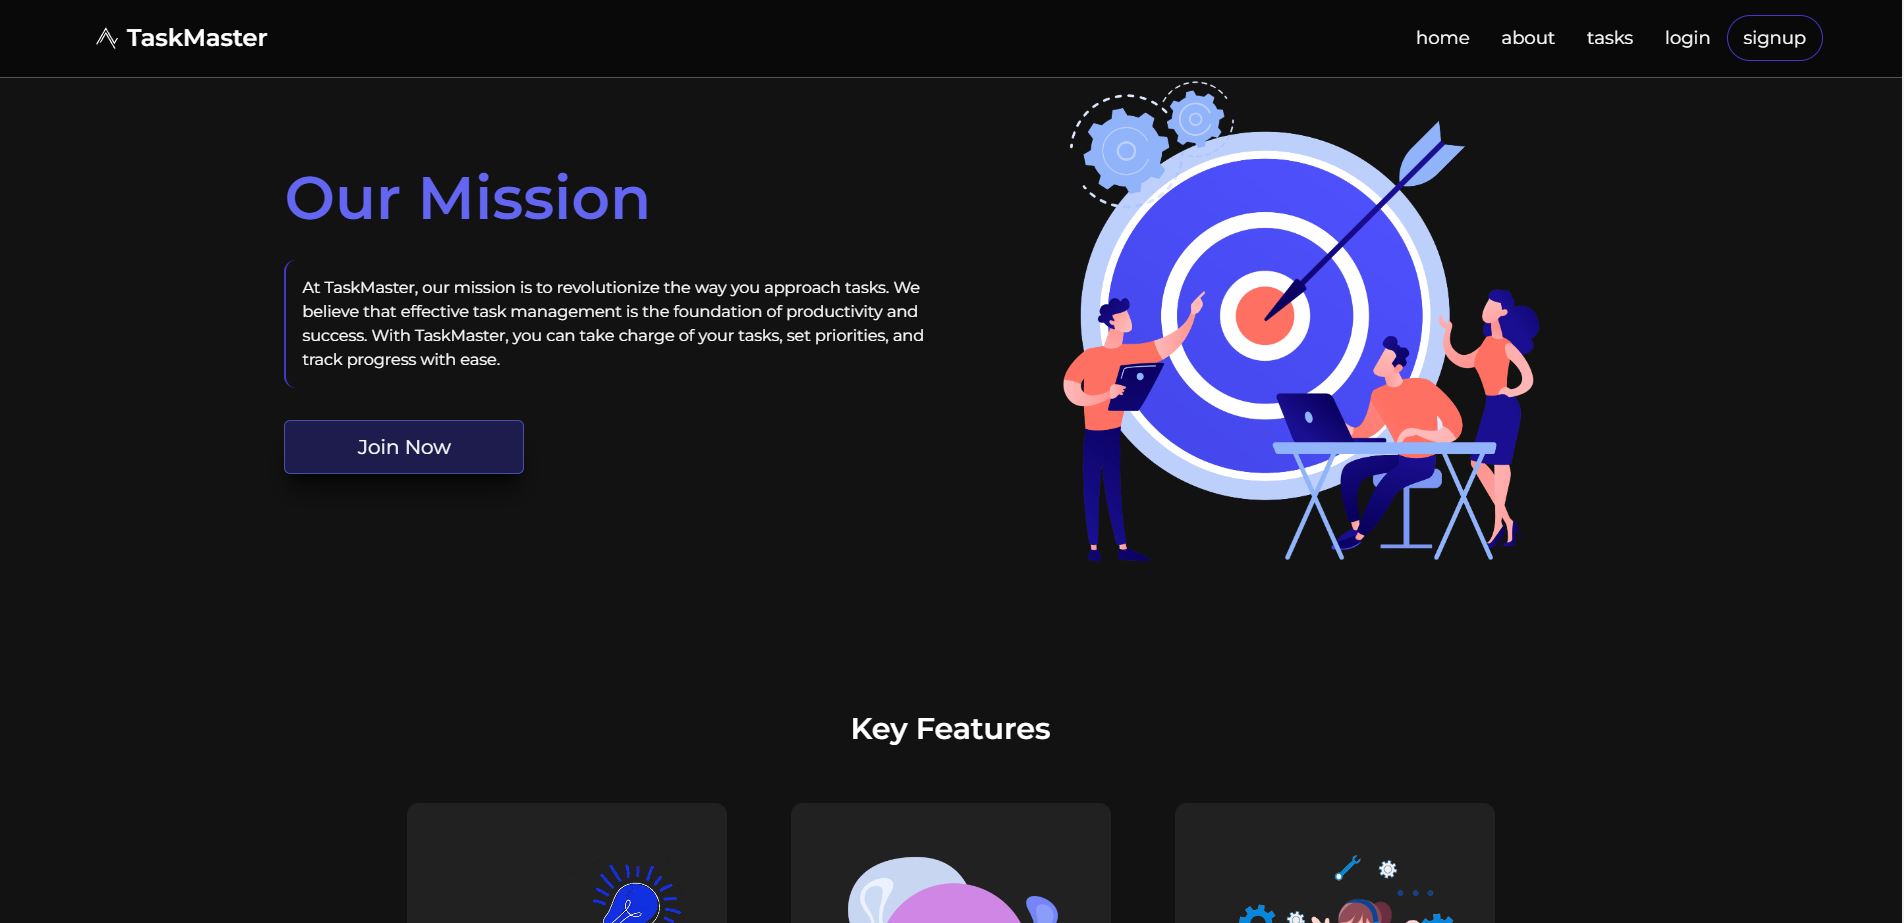 TaskMaster
home about tasks login signup
Our Mission
At TaskMaster, our mission is to revolutionize the way you approach tasks. We
believe that effective task management is the foundation of productivity and
success. With TaskMaster, you can take charge of your tasks, set priorities, and
track progress with ease.
Join Now
Key Features